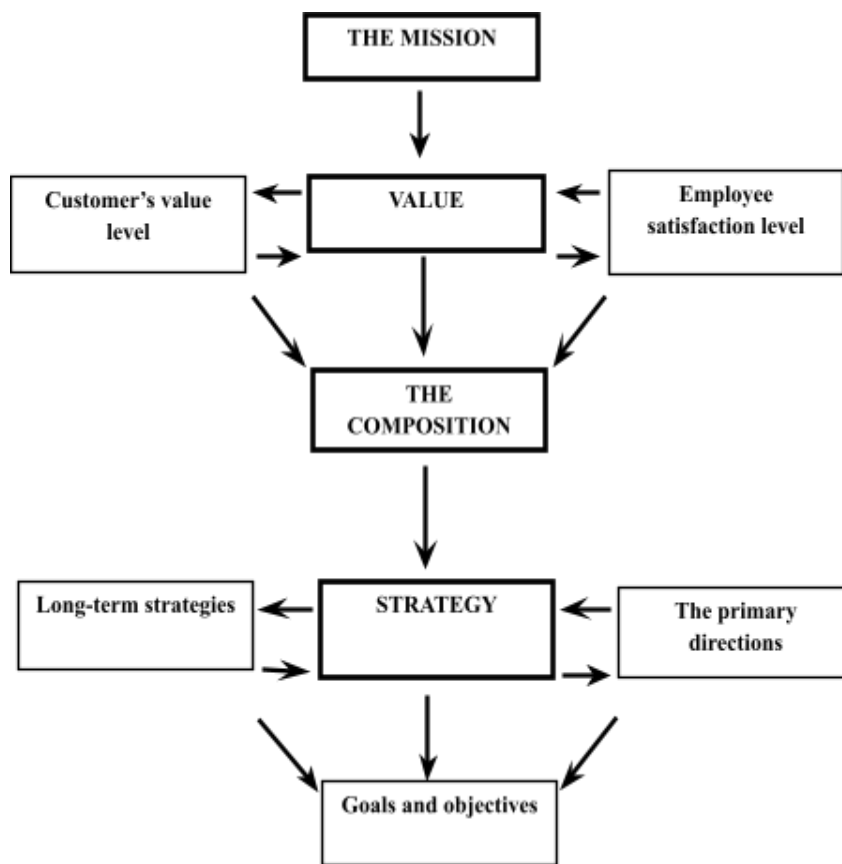 THE MISSION
Customer’s value
level
VALUE
Employee
satisfaction level
THE
COMPOSITION
Long-term strategies
STRATEGY
The primary
directions
Goals and objectives